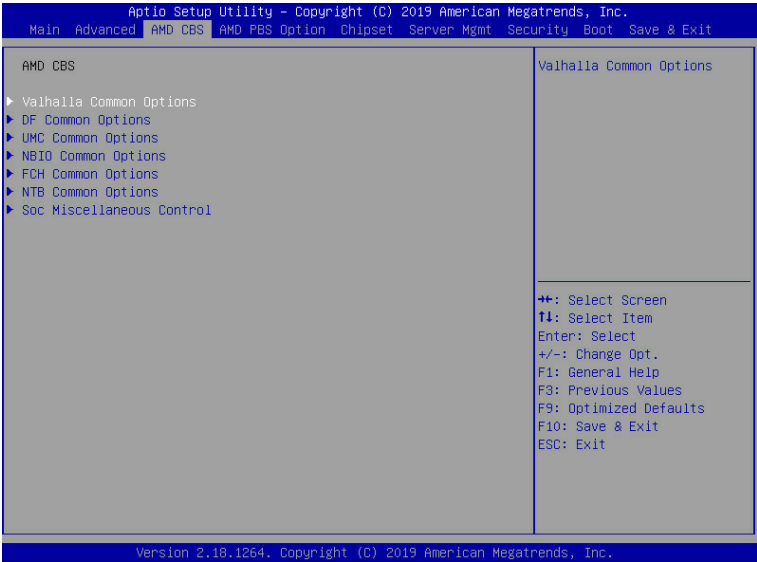 Aptio Setup Utility – Copyright (C) 2019 American Megatrends, Inc.
Main Advanced AMD CBS AMD PBS Option Chipset Server Mgmt Security Boot Save & Exit
AMD CBS
Valhalla Common Options
DF Common Options
UMC Common Options
NBIO Common Options
FCH Common Options
NTB Common Options
Soc Miscellaneous Control
Valhalla Common Options
→←: Select Screen
↑↓: Select Item
Enter: Select
+/-: Change Opt.
F1: General Help
F3: Previous Values
F9: Optimized Defaults
F10: Save & Exit
ESC: Exit
Version 2.18.1264. Copyright (C) 2019 American Megatrends, Inc.